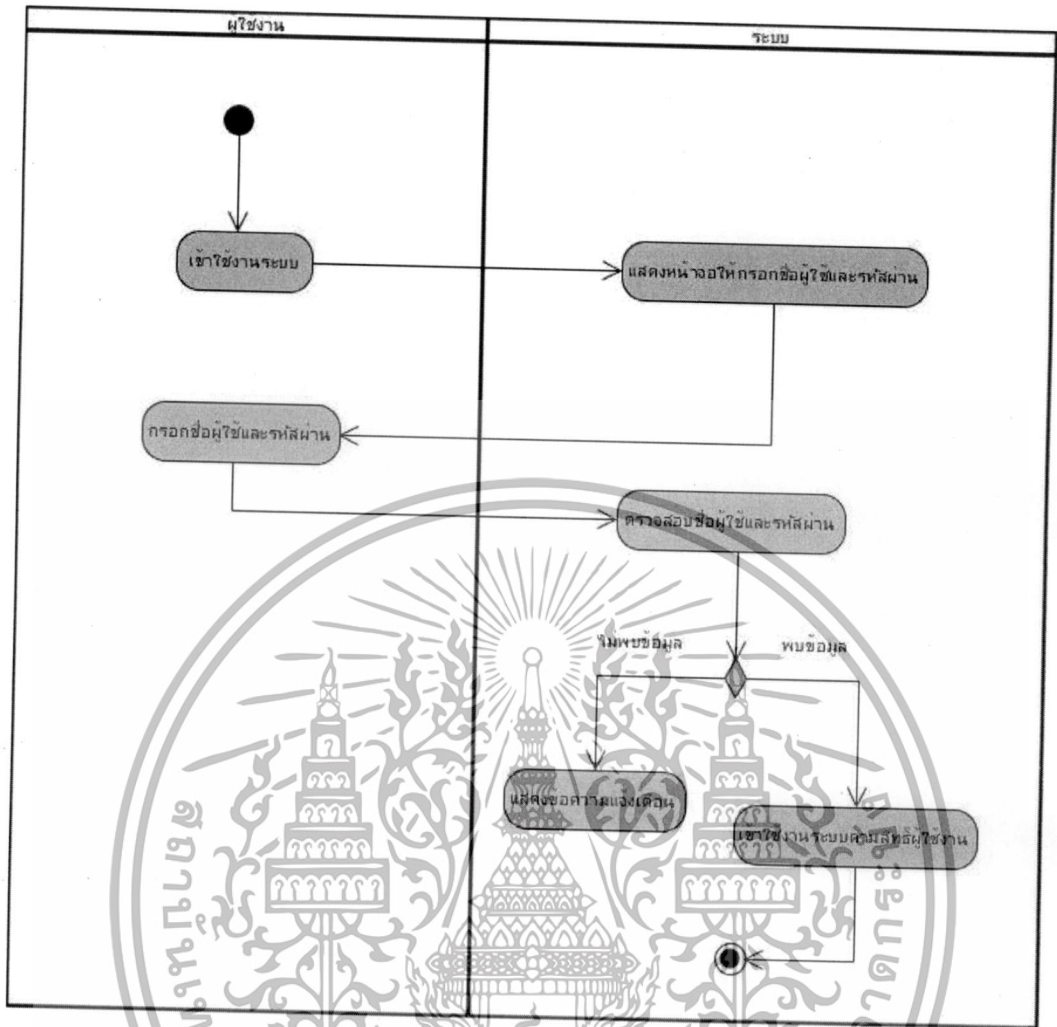 ผู้ใช้งาน
ระบบ
เข้าใช้งานระบบ
แสดงหน้าจอให้กรอกชื่อผู้ใช้และรหัสผ่าน
กรอกชื่อผู้ใช้และรหัสผ่าน
ตรวจสอบชื่อผู้ใช้และรหัสผ่าน
ไม่พบข้อมูล
พบข้อมูล
แสดงข้อความแจ้งเตือน
เข้าใช้งานระบบตามสิทธิ์ผู้ใช้งาน